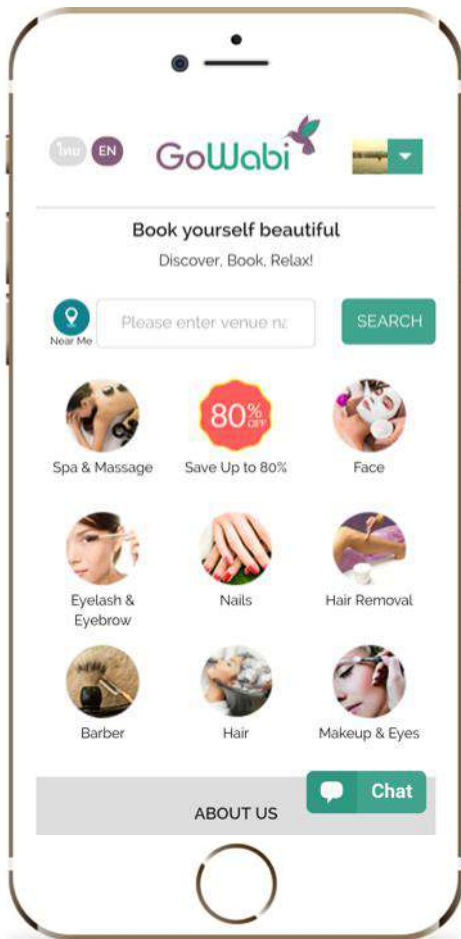 ไทย EN GoWabi
Book yourself beautiful
Discover, Book, Relax!
Near Me
Please enter venue na
SEARCH
Spa & Massage
80% OFF
Save Up to 80%
Face
Eyelash &
Eyebrow
Nails
Hair Removal
Barber
Hair
Makeup & Eyes
Chat
ABOUT US